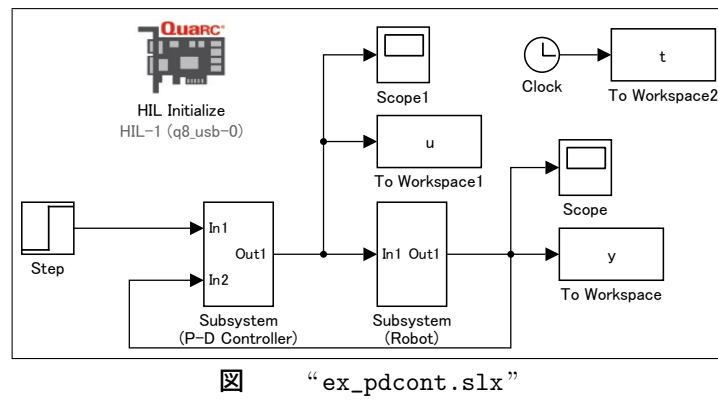 QUARC
HIL Initialize
HIL-1 (q8_usb-0)
Scope1
u
To Workspace1
Clock
t
To Workspace2
Scope
y
To Workspace
Step
In1
In2
Out1
Subsystem
(P-D Controller)
In1 Out1
Subsystem
(Robot)
図 “ex_pdcont.slx”